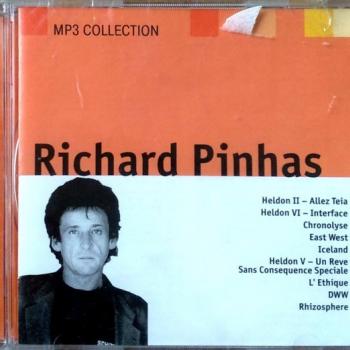 MP3 COLLECTION
Richard Pinhas
Heldon II – Allez Teia
Heldon VI – Interface
Chronolyse
East West
Iceland
Heldon V – Un Reve
Sans Consequence Speciale
L' Ethique
DWW
Rhizosphere